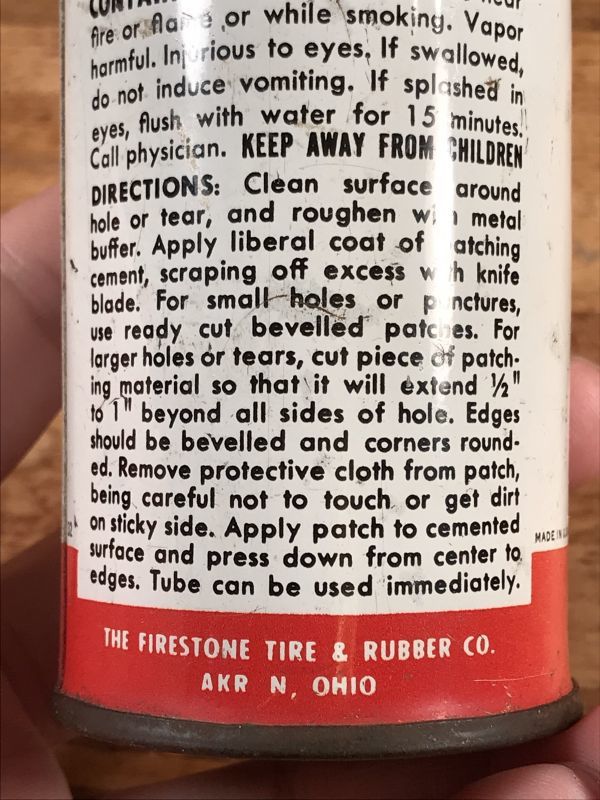 fire or flame or while smoking. Vapor
harmful. Injurious to eyes. If swallowed,
do not induce vomiting. If splashed in
eyes, flush with water for 15 minutes.
Call physician. KEEP AWAY FROM CHILDREN
DIRECTIONS: Clean surface around
hole or tear, and roughen with metal
buffer. Apply liberal coat of patching
cement, scraping off excess with knife
blade. For small holes or punctures,
use ready cut bevelled patches. For
larger holes or tears, cut piece of patch-
ing material so that it will extend ½"
to 1" beyond all sides of hole. Edges
should be bevelled and corners round-
ed. Remove protective cloth from patch,
being careful not to touch or get dirt
on sticky side. Apply patch to cemented
surface and press down from center to
edges. Tube can be used immediately.
MADE IN
THE FIRESTONE TIRE & RUBBER CO.
AKR N, OHIO